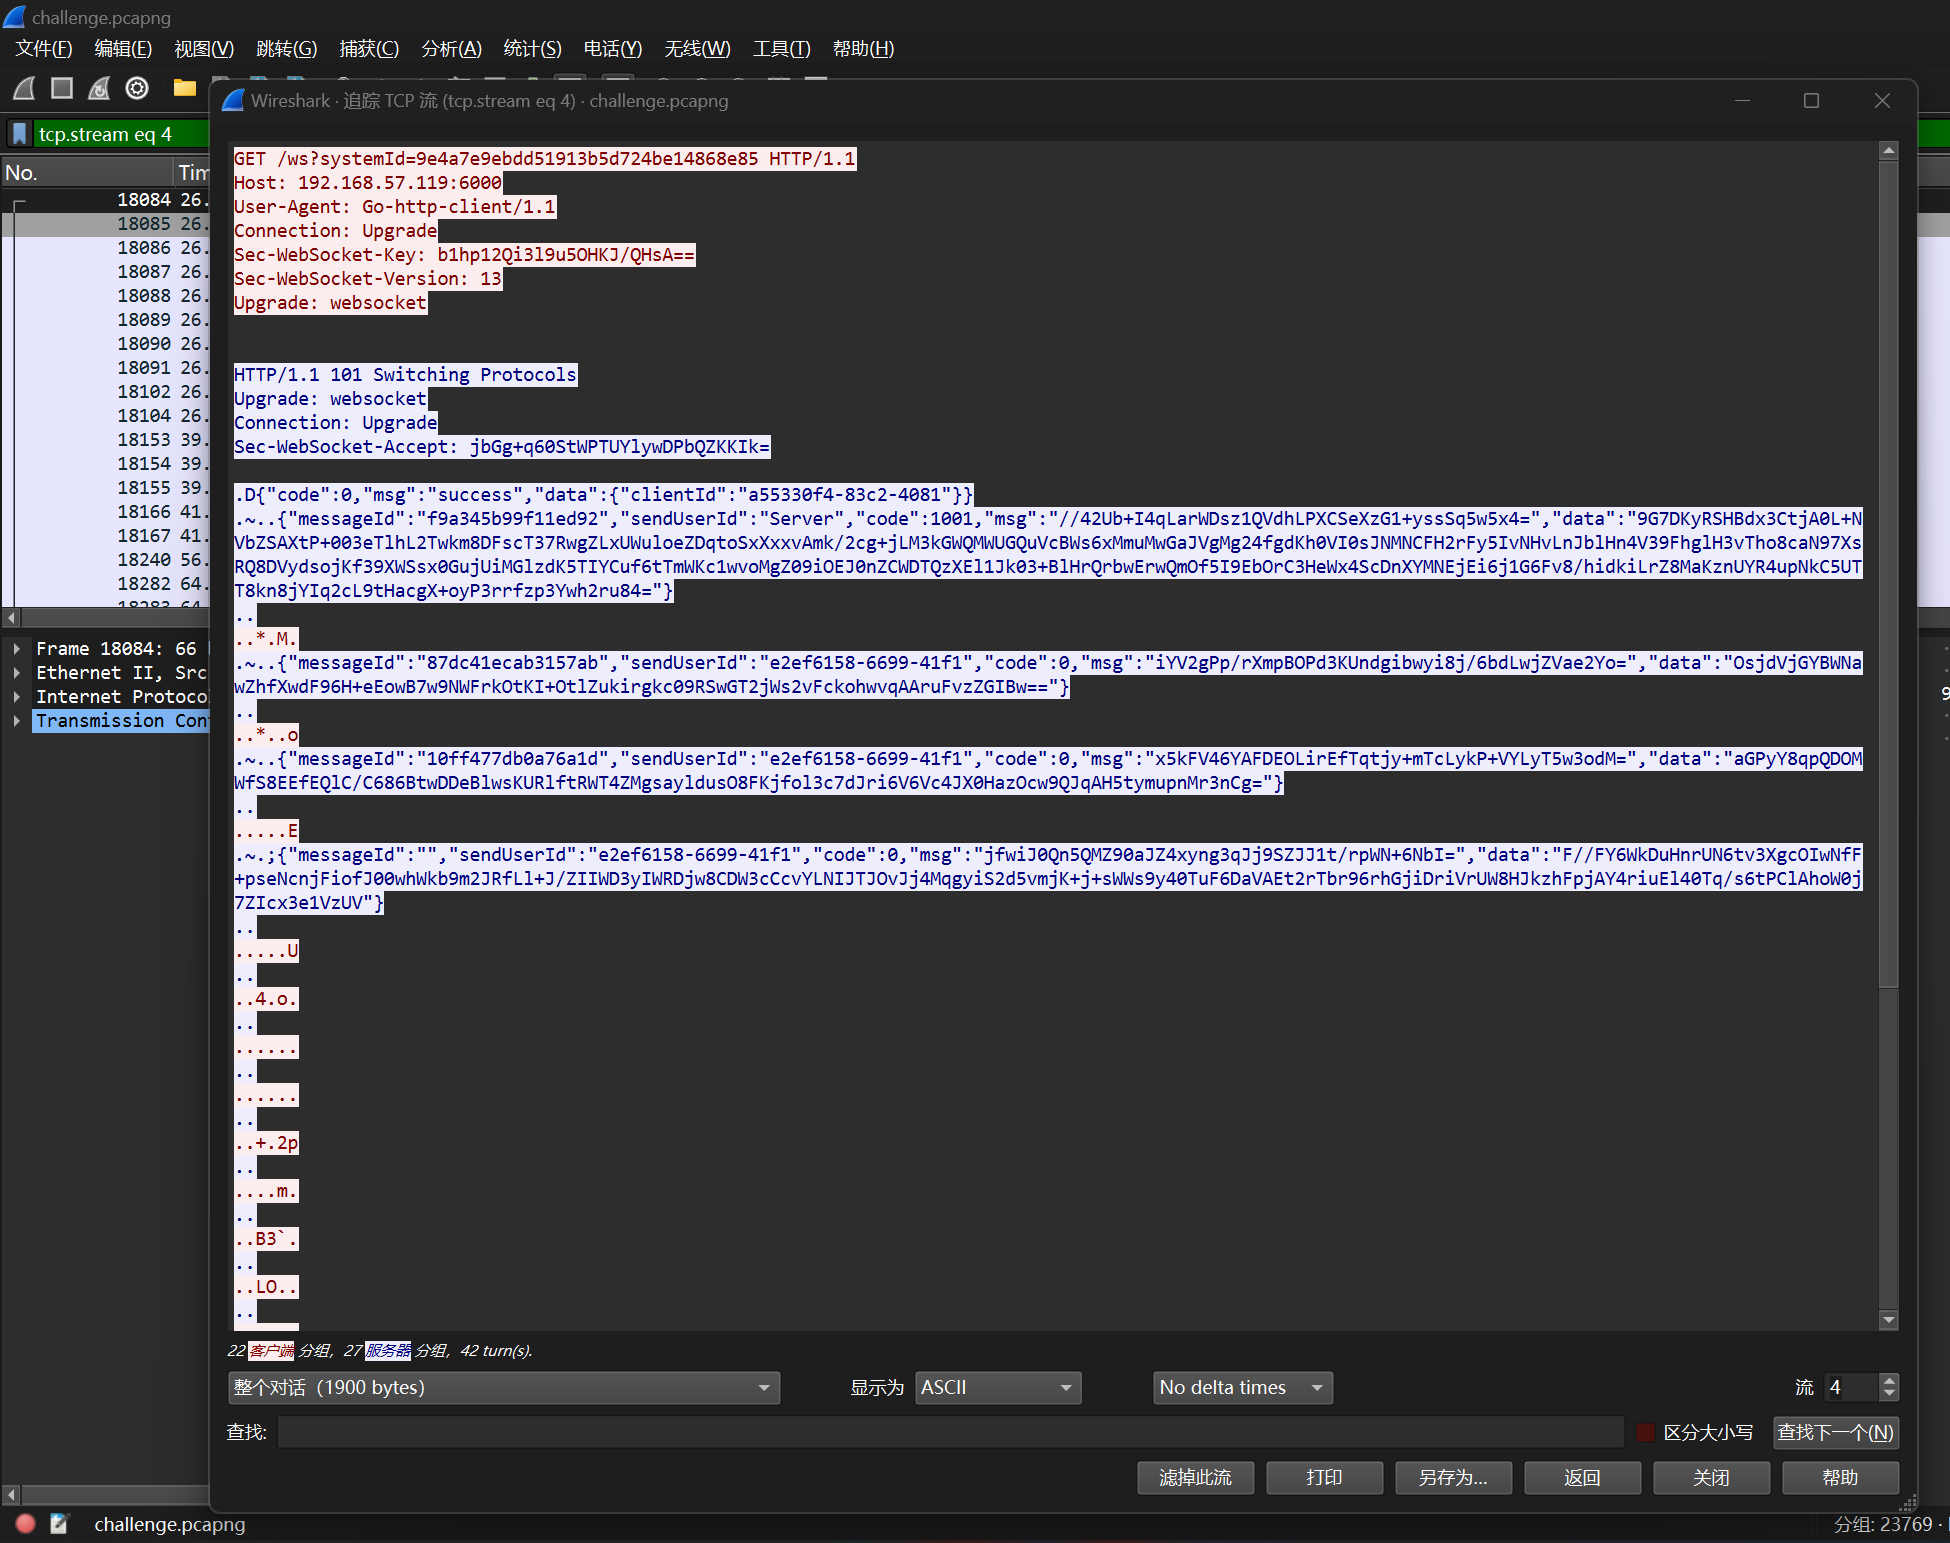 challenge.pcapng
文件(F) 编辑(E) 视图(V) 跳转(G) 捕获(C) 分析(A) 统计(S) 电话(Y) 无线(W) 工具(T) 帮助(H)
Wireshark · 追踪 TCP 流 (tcp.stream eq 4) · challenge.pcapng
tcp.stream eq 4
No. Tim
18084 26.
18085 26.
18086 26.
18087 26.
18088 26.
18089 26.
18090 26.
18091 26.
18102 26.
18104 26.
18153 39.
18154 39.
18155 39.
18166 41.
18167 41.
18240 56.
18282 64.
18283 64.
Frame 18084: 66
Ethernet II, Src
Internet Protoco
Transmission Con
GET /ws?systemId=9e4a7e9ebdd51913b5d724be14868e85 HTTP/1.1
Host: 192.168.57.119:6000
User-Agent: Go-http-client/1.1
Connection: Upgrade
Sec-WebSocket-Key: b1hp12Qi3l9u5OHKJ/QHsA==
Sec-WebSocket-Version: 13
Upgrade: websocket
HTTP/1.1 101 Switching Protocols
Upgrade: websocket
Connection: Upgrade
Sec-WebSocket-Accept: jbGg+q60StWPTUYlywDPbQZKKIk=
.D{"code":0,"msg":"success","data":{"clientId":"a55330f4-83c2-4081"}}
.~..{"messageId":"f9a345b99f11ed92","sendUserId":"Server","code":1001,"msg":"//42Ub+I4qLarWDsz1QVdhLPXCSeXzG1+yssSq5w5x4=","data":"9G7DKyRSHBdx3CtjA0L+N
VbZSAXtP+003eTlhL2Twkm8DFscT37RwgZLxUWuloeZDqtoSxXxxvAmk/2cg+jLM3kGWQMWUGQuVcBWs6xMmuMwGaJVgMg24fgdKh0VI0sJNMNCFH2rFy5IvNHvLnJblHn4V39FhglH3vTho8caN97Xs
RQ8DVydsojKf39XWSsx0GujUiMGlzdK5TIYCuf6tTmWKc1wvoMgZ09iOEJ0nZCWDTQzXEl1Jk03+BlHrQrbwErwQmOf5I9EbOrC3HeWx4ScDnXYMNEjEi6j1G6Fv8/hidkiLrZ8MaKznUYR4upNkC5UT
T8kn8jYIq2cL9tHacgX+oyP3rrfzp3Ywh2ru84="}
..
..*.M.
.~..{"messageId":"87dc41ecab3157ab","sendUserId":"e2ef6158-6699-41f1","code":0,"msg":"iYV2gPp/rXmpBOPd3KUndgibwyi8j/6bdLwjZVae2Yo=","data":"OsjdVjGYBWNa
wZhfXwdF96H+eEowB7w9NWFrkOtKI+OtlZukirgkc09RSwGT2jWs2vFckohwvqAAruFvzZGIBw=="}
..
..*..o
.~..{"messageId":"10ff477db0a76a1d","sendUserId":"e2ef6158-6699-41f1","code":0,"msg":"x5kFV46YAFDEOLirEfTqtjy+mTcLykP+VYLyT5w3odM=","data":"aGPyY8qpQDOM
WfS8EEfEQlC/C686BtwDDeBlwsKURlftRWT4ZMgsayldusO8FKjfol3c7dJri6V6Vc4JX0HazOcw9QJqAH5tymupnMr3nCg="}
..
.....E
.~.;{"messageId":"","sendUserId":"e2ef6158-6699-41f1","code":0,"msg":"jfwiJ0Qn5QMZ90aJZ4xyng3qJj9SZJJ1t/rpWN+6NbI=","data":"F//FY6WkDuHnrUN6tv3XgcOIwNfF
+pseNcnjFiofJ00whWkb9m2JRfLl+J/ZIIWD3yIWRDjw8CDW3cCcvYLNIJTJOvJj4MqgyiS2d5vmjK+j+sWWs9y40TuF6DaVAEt2rTbr96rhGjiDriVrUW8HJkzhFpjAY4riuEl40Tq/s6tPClAhoW0j
7ZIcx3e1VzUV"}
..
.....U
..
..4.o.
..
......
..
......
..
..+.2p
..
....m.
..
..B3`.
..
..LO..
..
22 客户端 分组, 27 服务器 分组, 42 turn(s).
整个对话 (1900 bytes) 显示为 ASCII No delta times 流 4
查找: 区分大小写 查找下一个(N)
滤掉此流 打印 另存为... 返回 关闭 帮助
challenge.pcapng 分组: 23769 ·